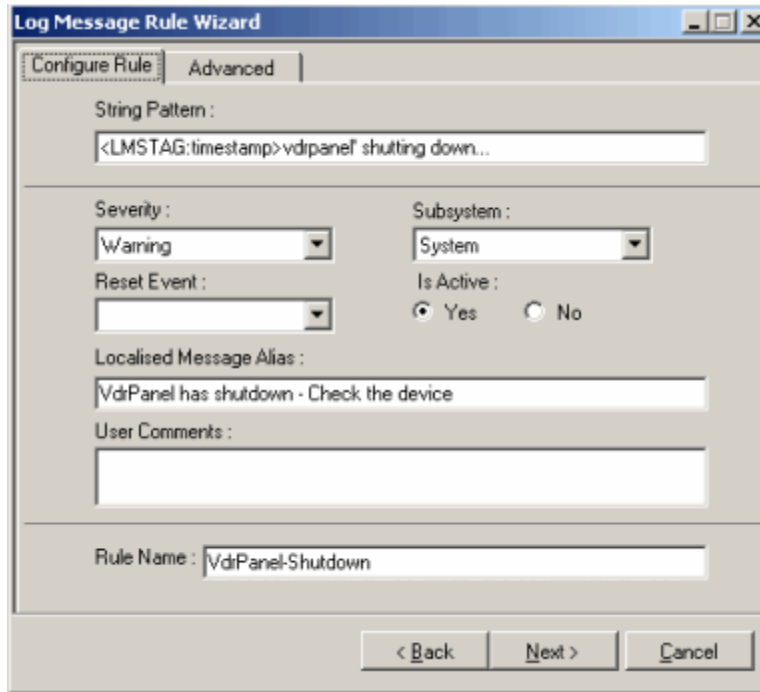 Log Message Rule Wizard
Configure Rule Advanced
String Pattern :
<LMSTAG:timestamp>vdrpanel" shutting down...
Severity : Subsystem :
Warning System
Reset Event : Is Active :
Yes No
Localised Message Alias :
VdrPanel has shutdown - Check the device
User Comments :
Rule Name : VdrPanel-Shutdown
< Back Next > Cancel